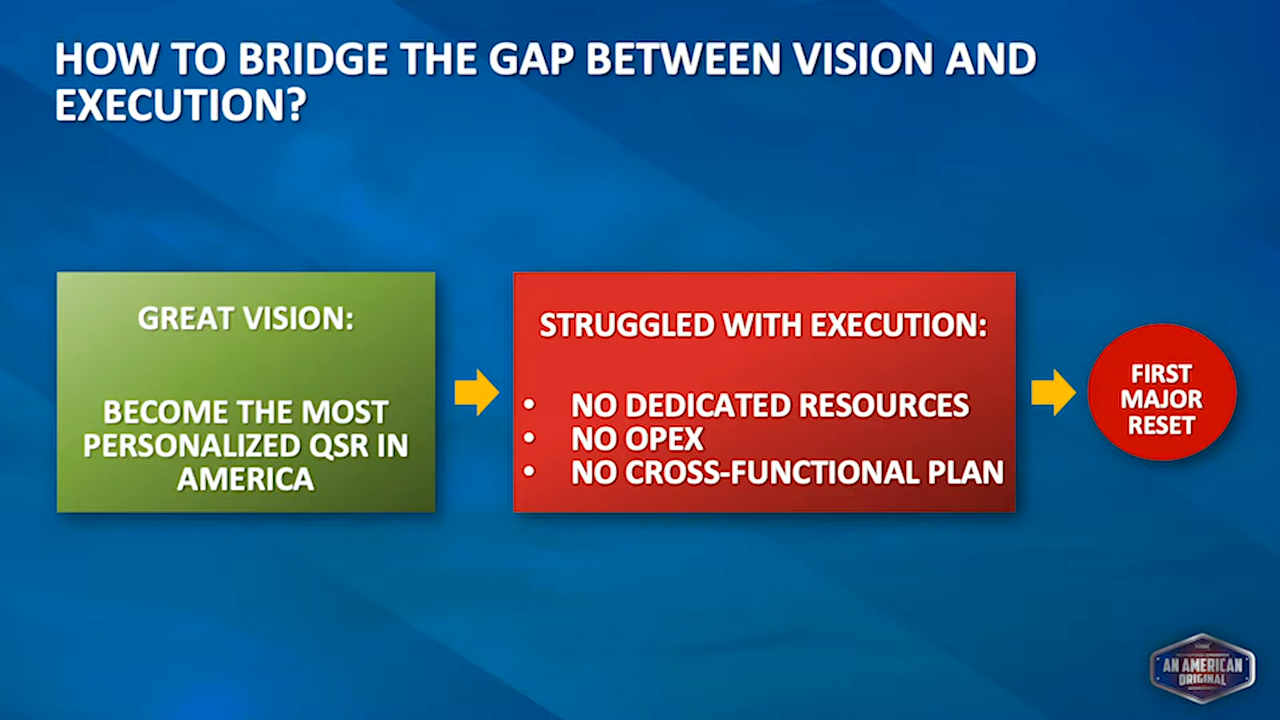 HOW TO BRIDGE THE GAP BETWEEN VISION AND
EXECUTION?
GREAT VISION:
BECOME THE MOST
PERSONALIZED QSR IN
AMERICA
STRUGGLED WITH EXECUTION:
• NO DEDICATED RESOURCES
• NO OPEX
• NO CROSS-FUNCTIONAL PLAN
FIRST
MAJOR
RESET
AN AMERICAN
ORIGINAL